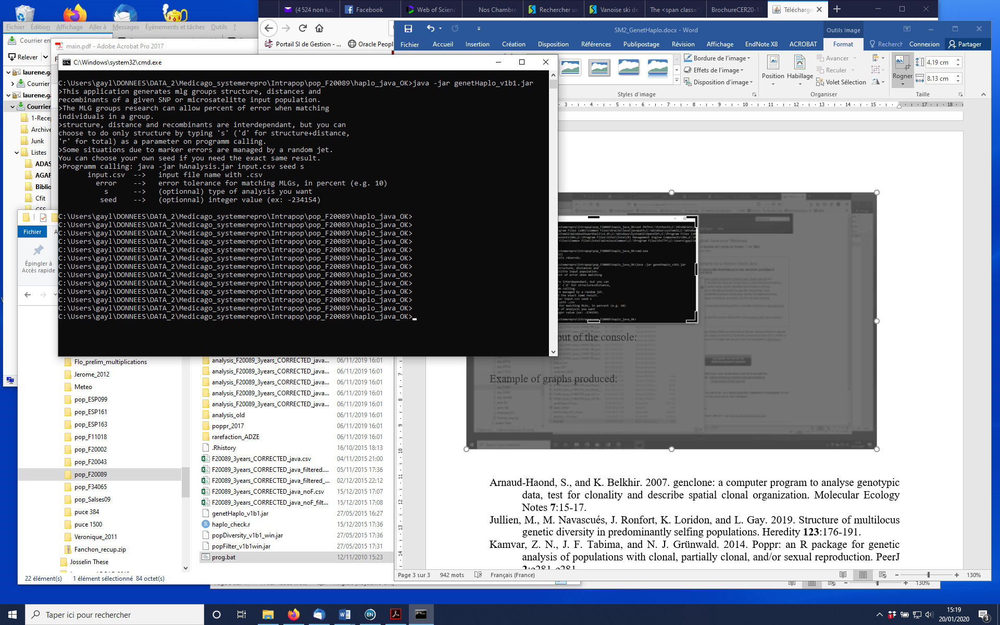 (4 524 non lus
Facebook
Web of Scienc
Nos Chambre
Rechercher un
Vanoise ski de
The <span class="
BrochureCER20-11
Télécharge
Fichier Édition Affichage Aller à Messages Évènements et tâches Outils ?
Courrier en
Relever
laurene.ga
Courrier
laurene.ga
Courrier
1-Recep
Archive
Junk
Listes
ADAS
AGAP
Biblio
Cfit
main.pdf - Adobe Acrobat Pro 2017
Portail SI de Gestion - ...
Oracle Peopl
SM2_GenetHaplo.docx - Word
Outils Image
Fichier Accueil Insertion Création Disposition Références Publipostage Révision Affichage EndNote X8 ACROBAT Format Recherch Connexion Partager
Bordure de l'image
Effets de l'image
Disposition d'image
Styles d'image
Position
Habillage
Avancer
Reculer
Volet Sélection
Organiser
Rogner
4.19 cm
8.13 cm
Taille
3 4 5 6 7 8 9 10 11 12 13 14 15 17 18
C:\Windows\system32\cmd.exe
C:\Users\gayl\DONNEES\DATA_2\Medicago_systemerepro\Intrapop\pop_F20089\haplo_java_OK>java -jar genetHaplo_v1b1.jar
>This application generates mlg groups structure, distances and
recombinants of a given SNP or microsatelitte input population.
>The MLG groups research can allow percent of error when matching
individuals in a group.
>structure, distance and recombinants are interdependant, but you can
choose to do only structure by typing 's' ('d' for structure+distance,
'r' for total) as a parameter on programm calling.
>Some situations due to marker errors are managed by a random jet.
You can choose your own seed if you need the exact same result.
>Programm calling: java -jar hAnalysis.jar input.csv seed s
input.csv --> input file name with .csv
error --> error tolerance for matching MLGs, in percent (e.g. 10)
s --> (optionnal) type of analysis you want
seed --> (optionnal) integer value (ex: -234154)
C:\Users\gayl\DONNEES\DATA_2\Medicago_systemerepro\Intrapop\pop_F20089\haplo_java_OK>
C:\Users\gayl\DONNEES\DATA_2\Medicago_systemerepro\Intrapop\pop_F20089\haplo_java_OK>
C:\Users\gayl\DONNEES\DATA_2\Medicago_systemerepro\Intrapop\pop_F20089\haplo_java_OK>
C:\Users\gayl\DONNEES\DATA_2\Medicago_systemerepro\Intrapop\pop_F20089\haplo_java_OK>
C:\Users\gayl\DONNEES\DATA_2\Medicago_systemerepro\Intrapop\pop_F20089\haplo_java_OK>
C:\Users\gayl\DONNEES\DATA_2\Medicago_systemerepro\Intrapop\pop_F20089\haplo_java_OK>
C:\Users\gayl\DONNEES\DATA_2\Medicago_systemerepro\Intrapop\pop_F20089\haplo_java_OK>
C:\Users\gayl\DONNEES\DATA_2\Medicago_systemerepro\Intrapop\pop_F20089\haplo_java_OK>
C:\Users\gayl\DONNEES\DATA_2\Medicago_systemerepro\Intrapop\pop_F20089\haplo_java_OK>
C:\Users\gayl\DONNEES\DATA_2\Medicago_systemerepro\Intrapop\pop_F20089\haplo_java_OK>
C:\Users\gayl\DONNEES\DATA_2\Medicago_systemerepro\Intrapop\pop_F20089\haplo_java_OK>
C:\Users\gayl\DONNEES\DATA_2\Medicago_systemerepro\Intrapop\pop_F20089\haplo_java_OK>
C:\Users\gayl\DONNEES\DATA_2\Medicago_systemerepro\Intrapop\pop_F20089\haplo_java_OK>
Fichier
Épingler à
Accès rapide
Flo_prelim_multiplications
Jerome_2012
Meteo
pop_ESP099
pop_ESP161
pop_ESP163
pop_F11018
pop_F20002
pop_F20043
pop_F20089
pop_F34065
pop_Salses09
puce 384
puce 1500
Veronique_2011
Fanchon_recup.zip
Josselin These
analysis_F20089_3years_CORRECTED_java... 06/11/2019 16:01
analysis_F20089_3years_CORRECTED_java... 06/11/2019 16:01
analysis_F20089_3years_CORRECTED_java... 06/11/2019 16:01
analysis_F20089_3years_CORRECTED_java... 06/11/2019 16:01
analysis_F20089_3years_CORRECTED_java... 06/11/2019 16:01
analysis_old 06/11/2019 16:01
poppr_2017 06/11/2019 16:01
rarefaction_ADZE 06/11/2019 16:01
.Rhistory 16/10/2015 18:13
F20089_3years_CORRECTED_java.csv 04/11/2015 21:00
F20089_3years_CORRECTED_java_filtered.... 05/11/2015 17:36
F20089_3years_CORRECTED_java_filtered_... 02/12/2015 22:12
F20089_3years_CORRECTED_java_noF.csv 15/12/2015 17:07
F20089_3years_CORRECTED_java_noF_filt... 15/12/2015 17:08
genetHaplo_v1b1.jar 27/05/2015 16:27
haplo_check.r 15/12/2015 17:36
popDiversity_v1b1_win.jar 27/05/2015 17:36
popFilter_v1b1win.jar 27/05/2015 17:31
prog.bat 12/11/2010 15:23
22 élément(s) 1 élément sélectionné 84 octet(s)
put of the console:
Example of graphs produced:
Arnaud-Haond, S., and K. Belkhir. 2007. genclone: a computer program to analyse genotypic
data, test for clonality and describe spatial clonal organization. Molecular Ecology
Notes 7:15-17.
Jullien, M., M. Navascués, J. Ronfort, K. Loridon, and L. Gay. 2019. Structure of multilocus
genetic diversity in predominantly selfing populations. Heredity 123:176-191.
Kamvar, Z. N., J. F. Tabima, and N. J. Grünwald. 2014. Poppr: an R package for genetic
analysis of populations with clonal, partially clonal, and/or sexual reproduction. PeerJ
2:e281-e281
Page 3 sur 3 942 mots Français (France) 130%
130%
Taper ici pour rechercher
EN
15:19
20/01/2020
3